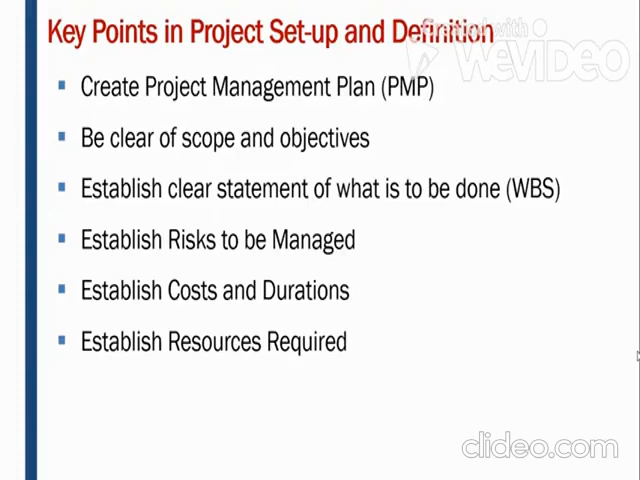 Key Points in Project Set-up and Definition
Created with
WeVideo
Create Project Management Plan (PMP)
Be clear of scope and objectives
Establish clear statement of what is to be done (WBS)
Establish Risks to be Managed
Establish Costs and Durations
Establish Resources Required
clideo.com